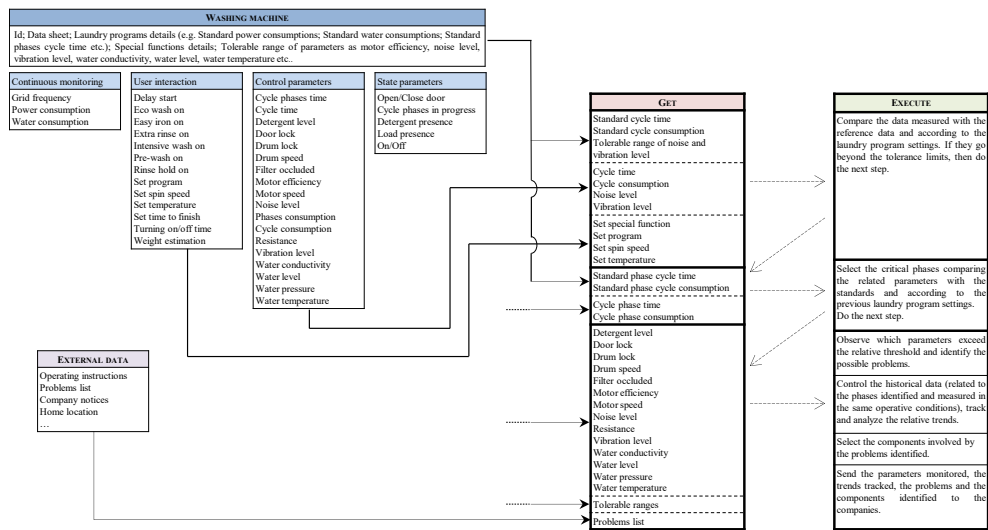 WASHING MACHINE
Id; Data sheet; Laundry programs details (e.g. Standard power consumptions; Standard water consumptions; Standard
phases cycle time etc.); Special functions details; Tolerable range of parameters as motor efficiency, noise level,
vibration level, water conductivity, water level, water temperature etc..
Continuous monitoring
Grid frequency
Power consumption
Water consumption
User interaction
Delay start
Eco wash on
Easy iron on
Extra rinse on
Intensive wash on
Pre-wash on
Rinse hold on
Set program
Set spin speed
Set temperature
Set time to finish
Turning on/off time
Weight estimation
Control parameters
Cycle phases time
Cycle time
Detergent level
Door lock
Drum lock
Drum speed
Filter occluded
Motor efficiency
Motor speed
Noise level
Phases consumption
Cycle consumption
Resistance
Vibration level
Water conductivity
Water level
Water pressure
Water temperature
State parameters
Open/Close door
Cycle phases in progress
Detergent presence
Load presence
On/Off
EXTERNAL DATA
Operating instructions
Problems list
Company notices
Home location
…
GET
Standard cycle time
Standard cycle consumption
Tolerable range of noise and
vibration level
Cycle time
Cycle consumption
Noise level
Vibration level
Set special function
Set program
Set spin speed
Set temperature
Standard phase cycle time
Standard phase cycle consumption
Cycle phase time
Cycle phase consumption
Detergent level
Door lock
Drum lock
Drum speed
Filter occluded
Motor efficiency
Motor speed
Noise level
Resistance
Vibration level
Water conductivity
Water level
Water pressure
Water temperature
Tolerable ranges
Problems list
EXECUTE
Compare the data measured with the
reference data and according to the
laundry program settings. If they go
beyond the tolerance limits, then do
the next step.
Select the critical phases comparing
the related parameters with the
standards and according to the
previous laundry program settings.
Do the next step.
Observe which parameters exceed
the relative threshold and identify the
possible problems.
Control the historical data (related to
the phases identified and measured in
the same operative conditions), track
and analyze the relative trends.
Select the components involved by
the problems identified.
Send the parameters monitored, the
trends tracked, the problems and the
components identified to the
companies.